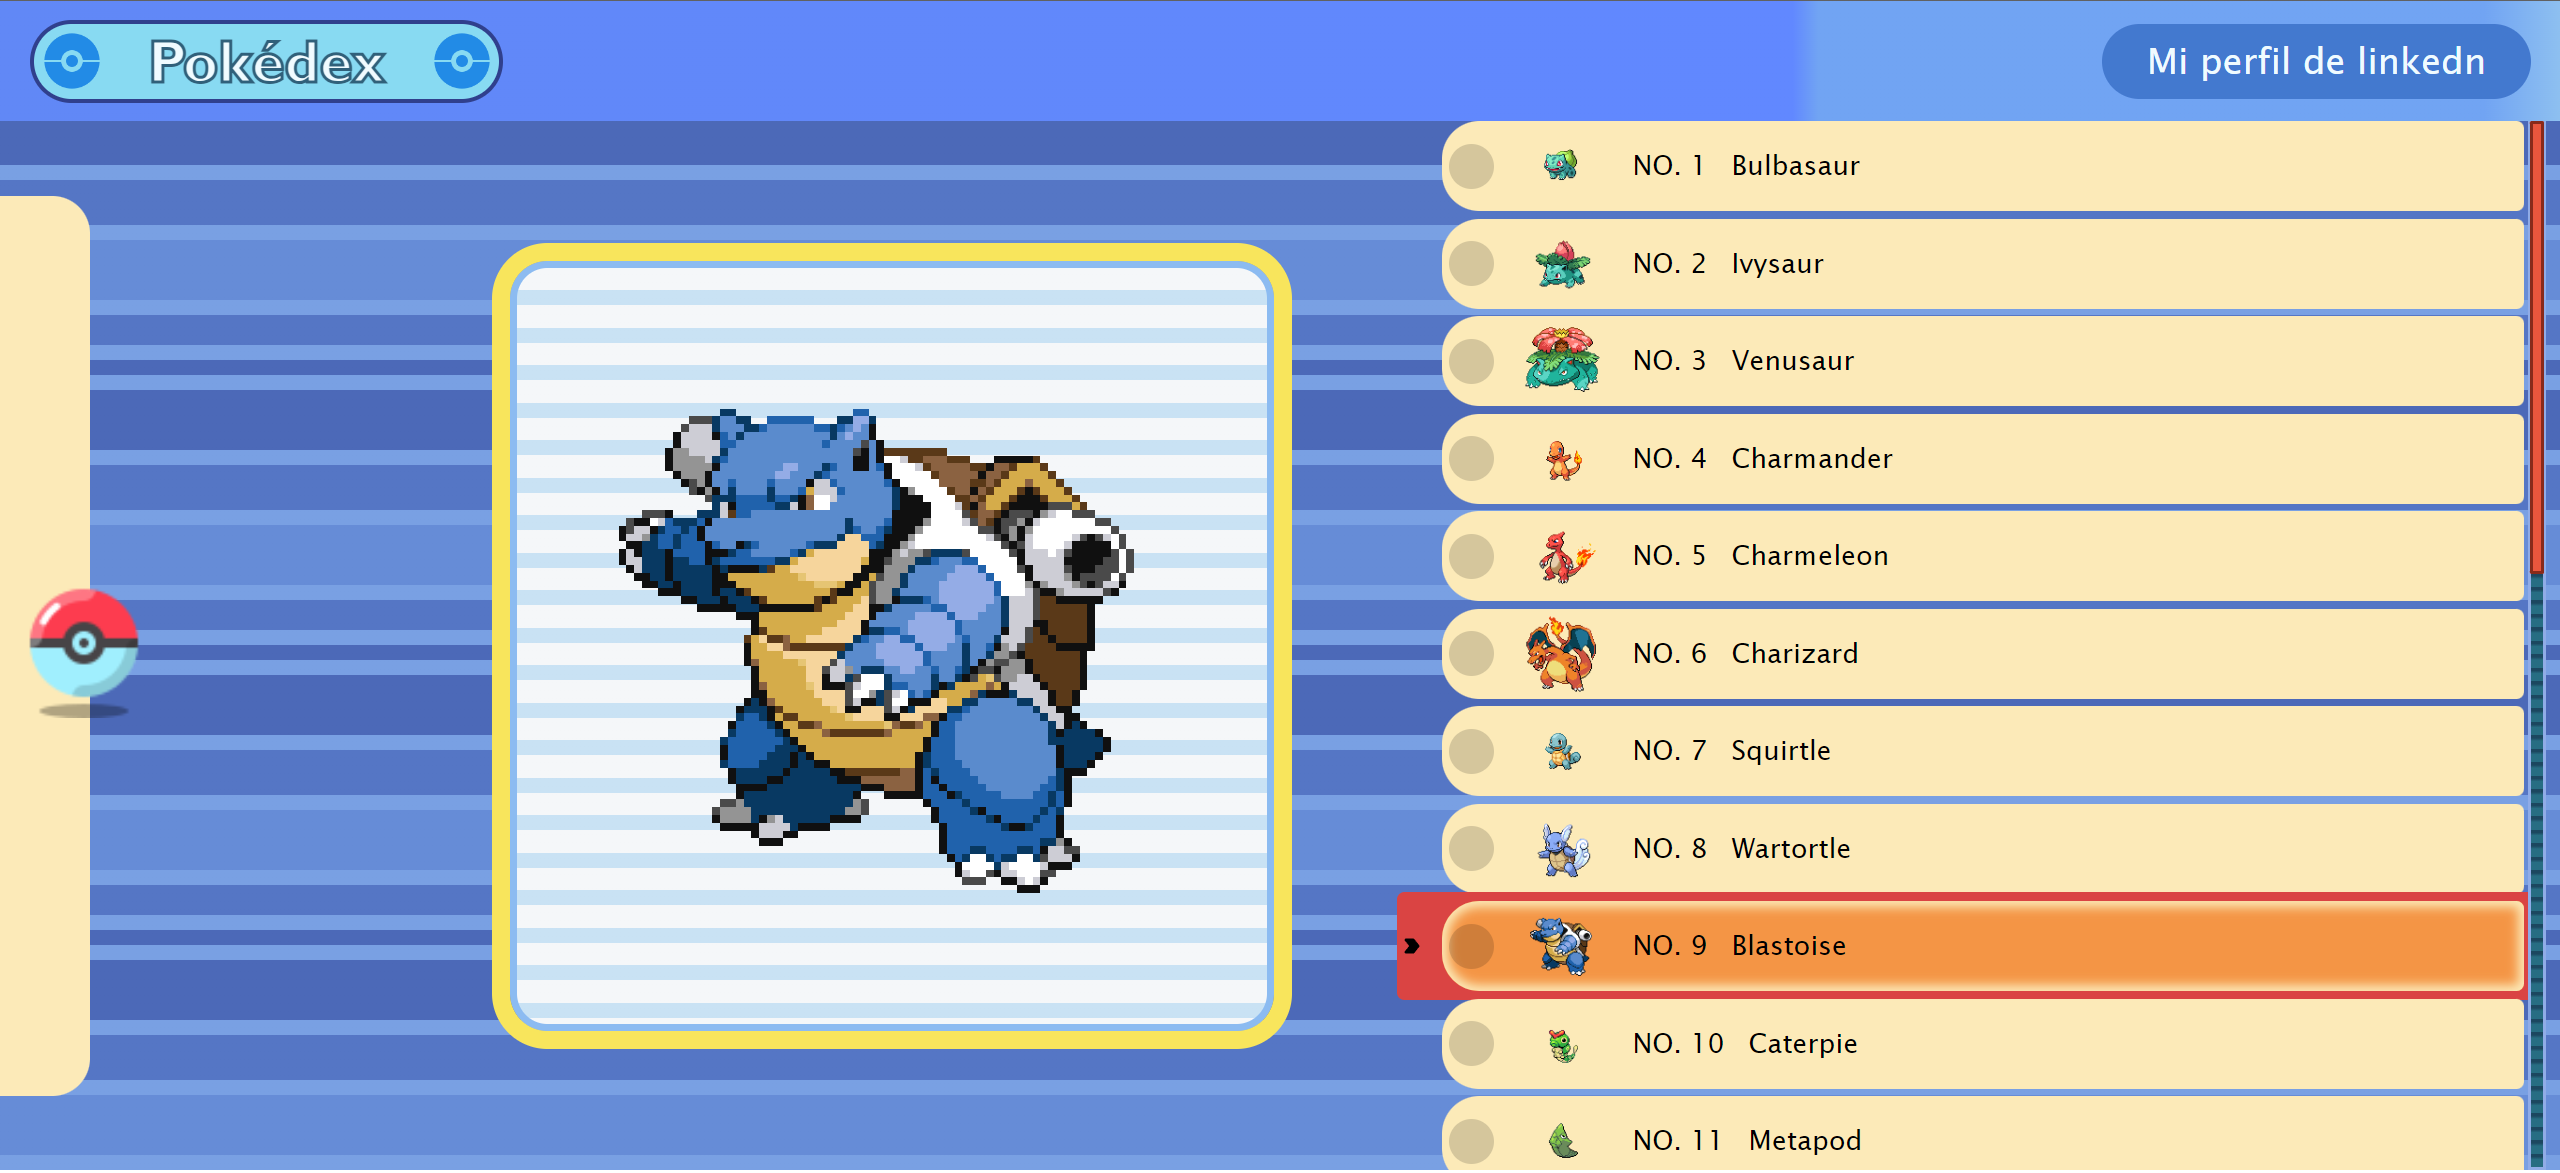 Pokédex
Mi perfil de linkedn
NO. 1 Bulbasaur
NO. 2 Ivysaur
NO. 3 Venusaur
NO. 4 Charmander
NO. 5 Charmeleon
NO. 6 Charizard
NO. 7 Squirtle
NO. 8 Wartortle
NO. 9 Blastoise
NO. 10 Caterpie
NO. 11 Metapod